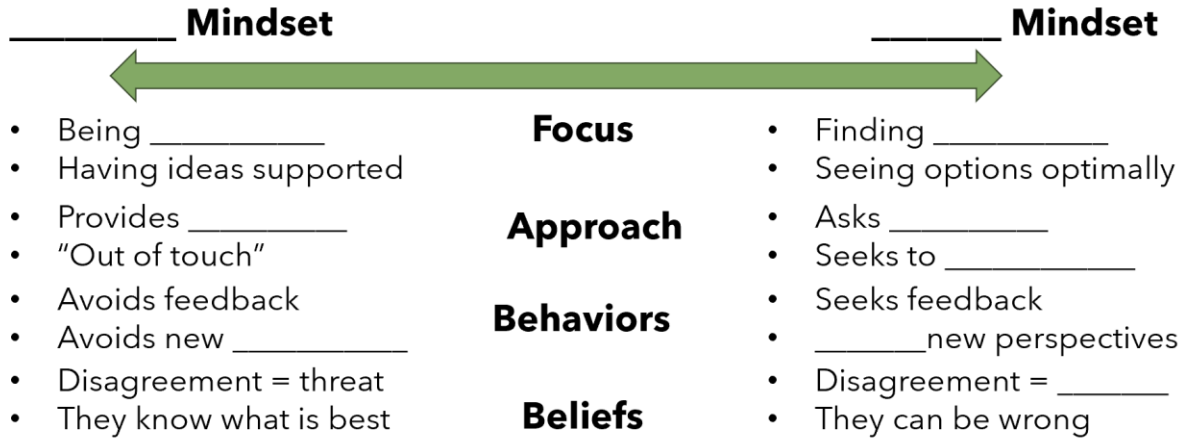 _________ Mindset
_______ Mindset
Focus
• Being ___________
• Having ideas supported
• Finding ___________
• Seeing options optimally
Approach
• Provides __________
• “Out of touch”
• Asks __________
• Seeks to ____________
Behaviors
• Avoids feedback
• Avoids new ___________
• Seeks feedback
• _______new perspectives
Beliefs
• Disagreement = threat
• They know what is best
• Disagreement = _______
• They can be wrong